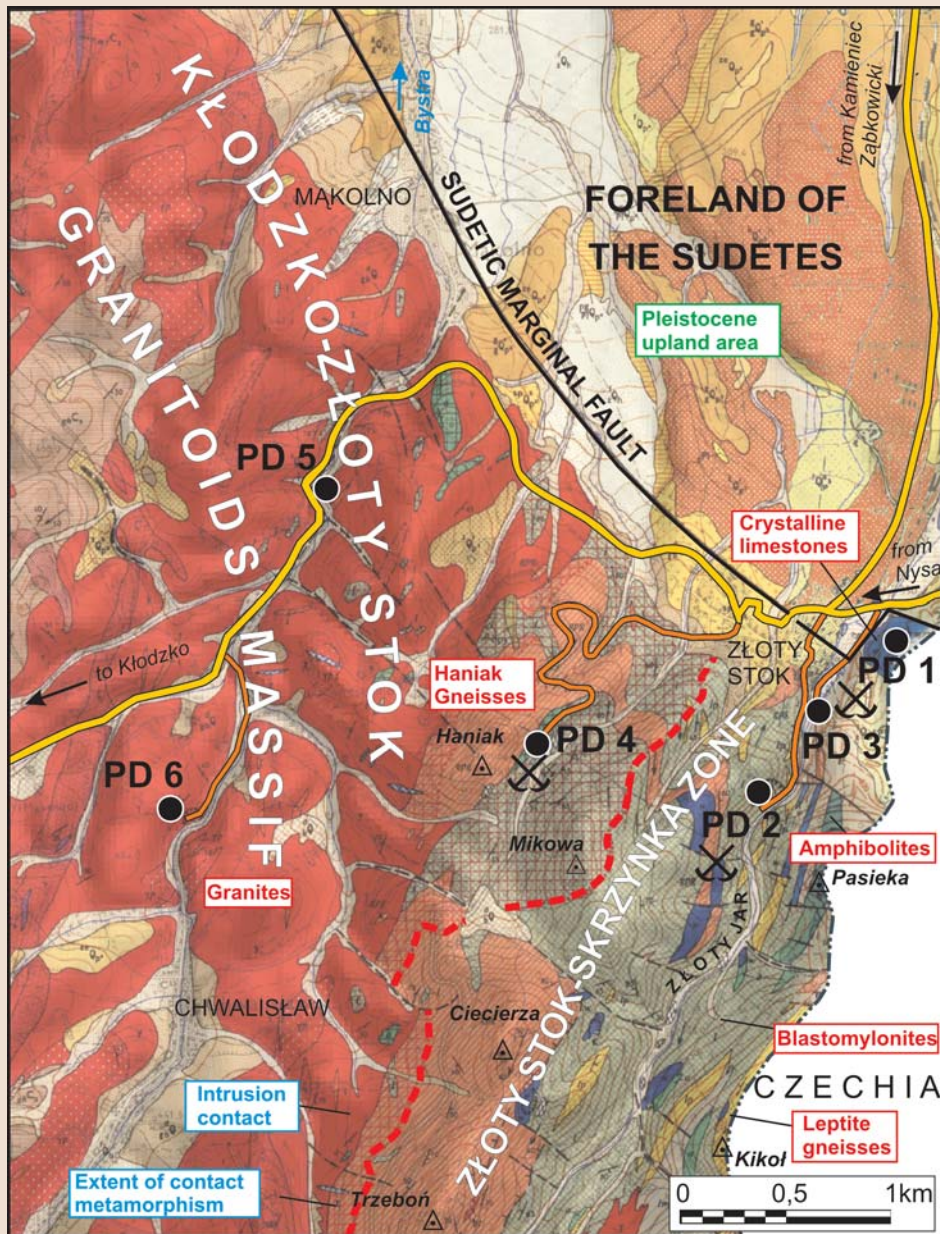 KŁODZKO-ZŁOTY STOK
GRANITOIDS MASSIF
Bystra
from Kamieniec
Ząbkowicki
MĄKOLNO
SUDETIC MARGINAL FAULT
FORELAND OF
THE SUDETES
Pleistocene
upland area
PD 5
Crystalline
limestones
from
Nysa
to Kłodzko
ZŁOTY
STOK
PD 1
Haniak
Gneisses
Haniak
PD 4
PD 3
PD 6
PD 2
Mikowa
Amphibolites
Pasieka
Granites
ZŁOTY JAR
ZŁOTY STOK-SKRZYNKA ZONE
CHWALISŁAW
Ciecierza
Blastomylonites
CZECHIA
Intrusion
contact
Leptite
gneisses
Kikoł
Extent of contact
metamorphism
Trzeboń
0 0,5 1km